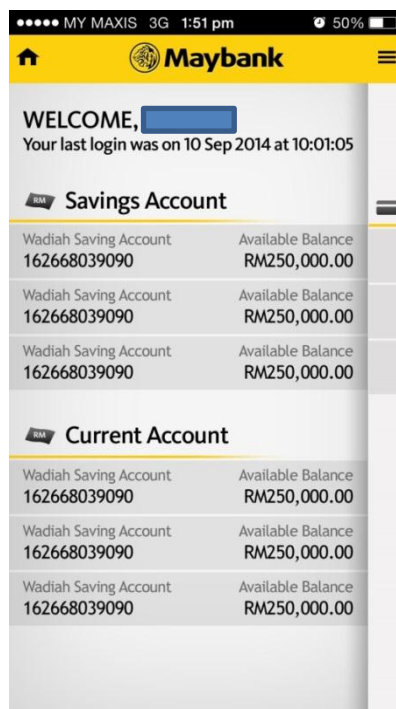 MY MAXIS 3G 1:51 pm 50%
Maybank
WELCOME,
Your last login was on 10 Sep 2014 at 10:01:05
RM Savings Account
Wadiah Saving Account Available Balance
162668039090 RM250,000.00
Wadiah Saving Account Available Balance
162668039090 RM250,000.00
Wadiah Saving Account Available Balance
162668039090 RM250,000.00
RM Current Account
Wadiah Saving Account Available Balance
162668039090 RM250,000.00
Wadiah Saving Account Available Balance
162668039090 RM250,000.00
Wadiah Saving Account Available Balance
162668039090 RM250,000.00